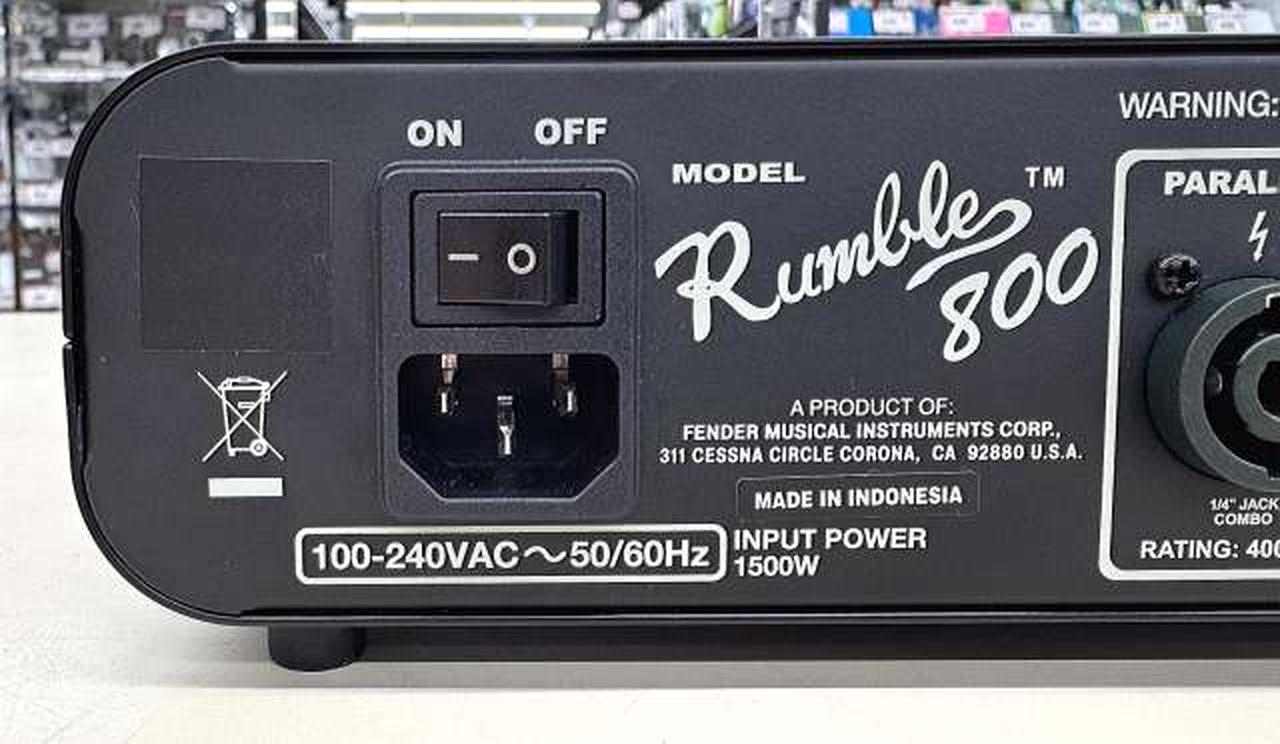 ON OFF
WARNING:
MODEL
Rumble™
800
PARAL
A PRODUCT OF:
FENDER MUSICAL INSTRUMENTS CORP.,
311 CESSNA CIRCLE CORONA, CA 92880 U.S.A.
MADE IN INDONESIA
1/4" JACK
COMBO
100-240VAC～50/60Hz
INPUT POWER
1500W
RATING: 400